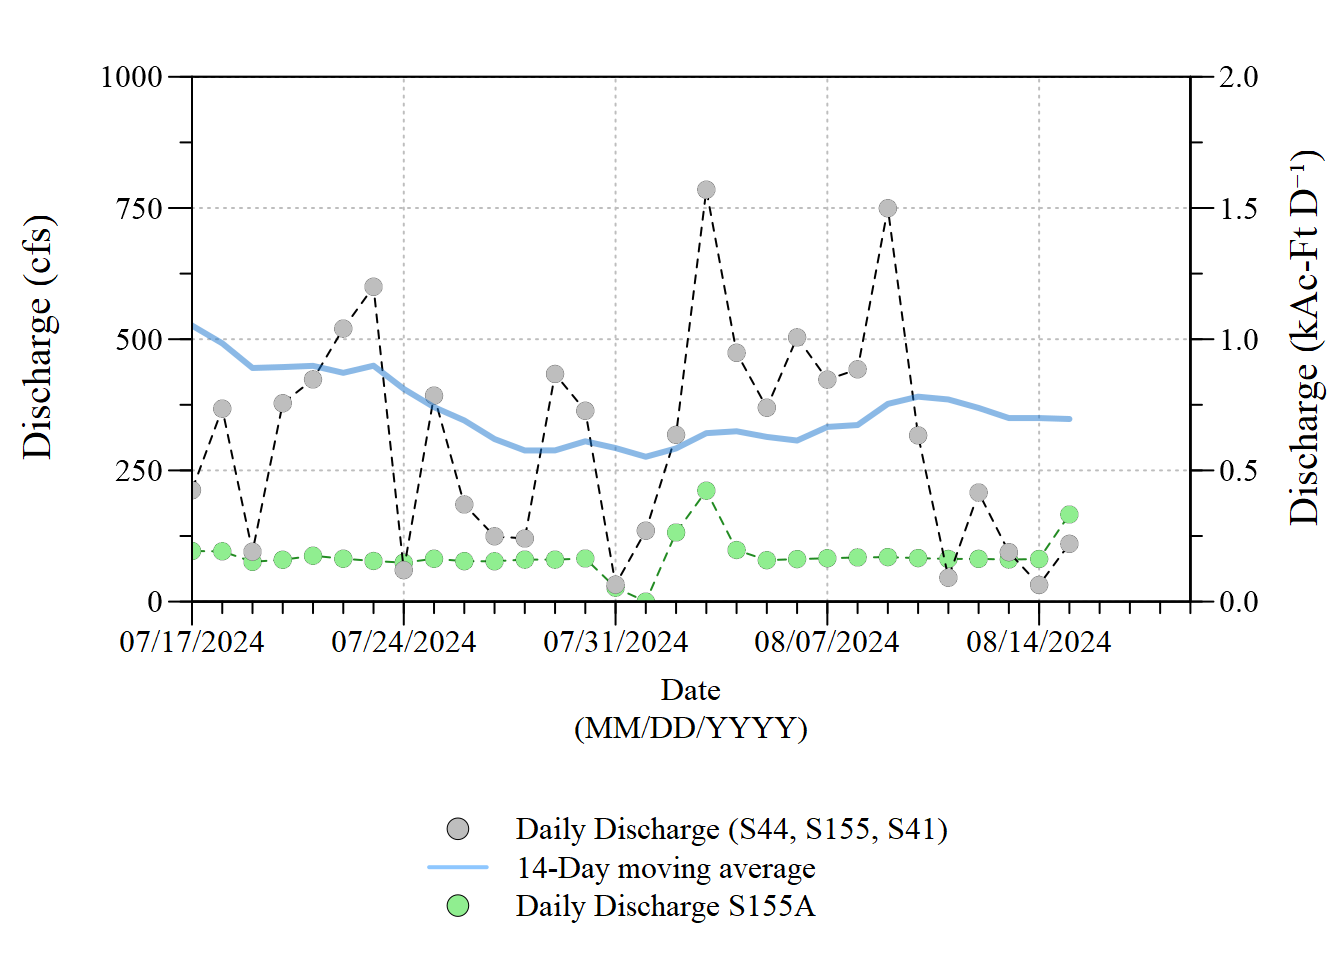 1000
750
500
250
0
2.0
1.5
1.0
0.5
0.0
Discharge (cfs)
Discharge (kAc-Ft D⁻¹)
07/17/2024 07/24/2024 07/31/2024 08/07/2024 08/14/2024
Date
(MM/DD/YYYY)
Daily Discharge (S44, S155, S41)
14-Day moving average
Daily Discharge S155A